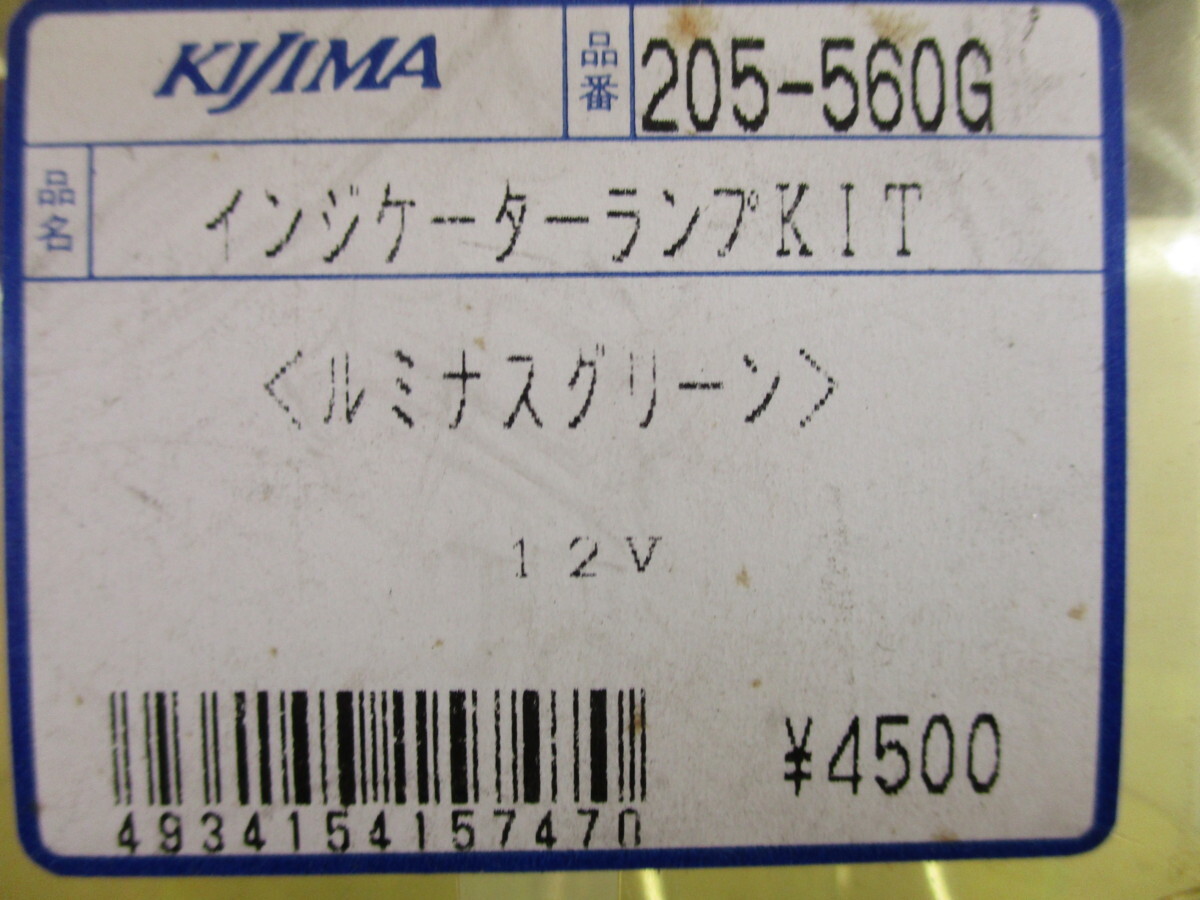 KIJIMA 品番 205-560G
品名 インジケーターランプKIT
<ルミナスグリーン>
12V
¥4500
4934154157470